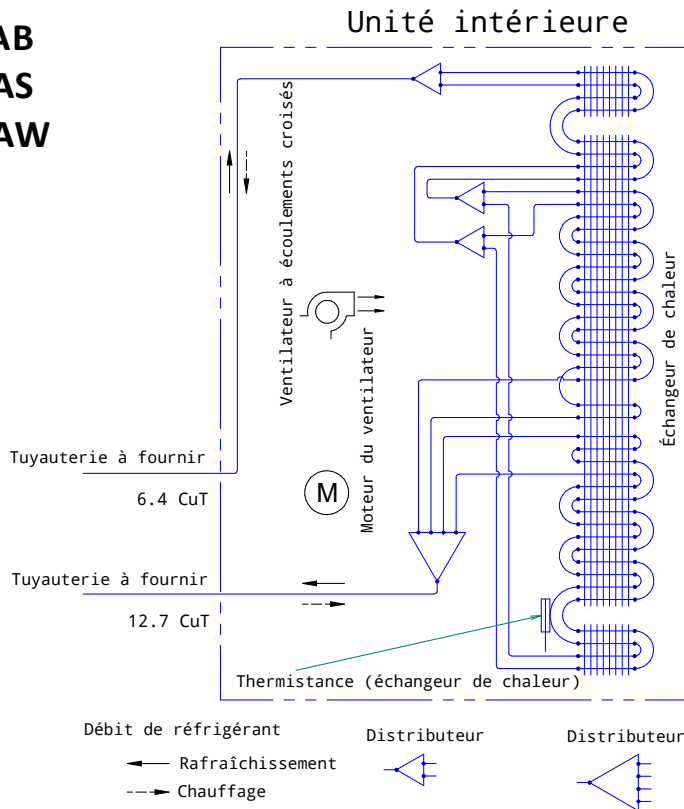 Unité intérieure
AB
AS
AW
Ventilateur à écoulements croisés
Échangeur de chaleur
Moteur du ventilateur
M
Tuyauterie à fournir
6.4 CuT
Tuyauterie à fournir
12.7 CuT
Thermistance (échangeur de chaleur)
Débit de réfrigérant
Distributeur
Distributeur
Rafraîchissement
Chauffage